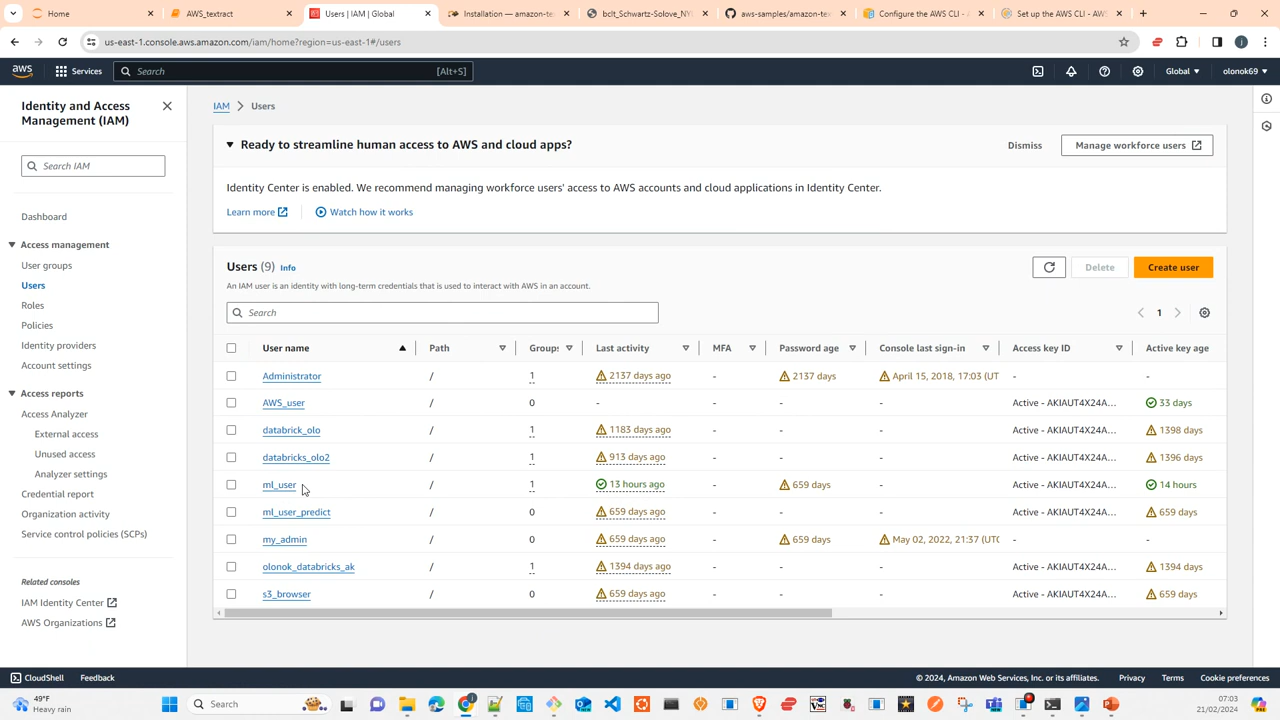 Home
AWS_textract
Users | IAM | Global
Installation — amazon-te
bclt_Schwartz-Solove_NY
aws-samples/amazon-tex
Configure the AWS CLI - A
Set up the AWS CLI - AWS
us-east-1.console.aws.amazon.com/iam/home?region=us-east-1#/users
aws
Services
Search
[Alt+S]
Global
olonok69
Identity and Access
Management (IAM)
Search IAM
Dashboard
Access management
User groups
Users
Roles
Policies
Identity providers
Account settings
Access reports
Access Analyzer
External access
Unused access
Analyzer settings
Credential report
Organization activity
Service control policies (SCPs)
Related consoles
IAM Identity Center
AWS Organizations
IAM > Users
Ready to streamline human access to AWS and cloud apps?
Dismiss
Manage workforce users
Identity Center is enabled. We recommend managing workforce users' access to AWS accounts and cloud applications in Identity Center.
Learn more
Watch how it works
Users (9) Info
Delete
Create user
An IAM user is an identity with long-term credentials that is used to interact with AWS in an account.
Search
1
User name Path Groups Last activity MFA Password age Console last sign-in Access key ID Active key age
Administrator / 1 2137 days ago - 2137 days April 15, 2018, 17:03 (UT - -
AWS_user / 0 - - - - Active - AKIAUT4X24A... 33 days
databrick_olo / 1 1183 days ago - - - Active - AKIAUT4X24A... 1398 days
databricks_olo2 / 1 913 days ago - - - Active - AKIAUT4X24A... 1396 days
ml_user / 1 13 hours ago - 659 days - Active - AKIAUT4X24A... 14 hours
ml_user_predict / 0 659 days ago - - - Active - AKIAUT4X24A... 659 days
my_admin / 0 659 days ago - 659 days May 02, 2022, 21:37 (UTC - -
olonok_databricks_ak / 1 1394 days ago - - - Active - AKIAUT4X24A... 1394 days
s3_browser / 0 659 days ago - - - Active - AKIAUT4X24A... 659 days
CloudShell
Feedback
© 2024, Amazon Web Services, Inc. or its affiliates.
Privacy
Terms
Cookie preferences
49°F
Heavy rain
Search
07:03
21/02/2024